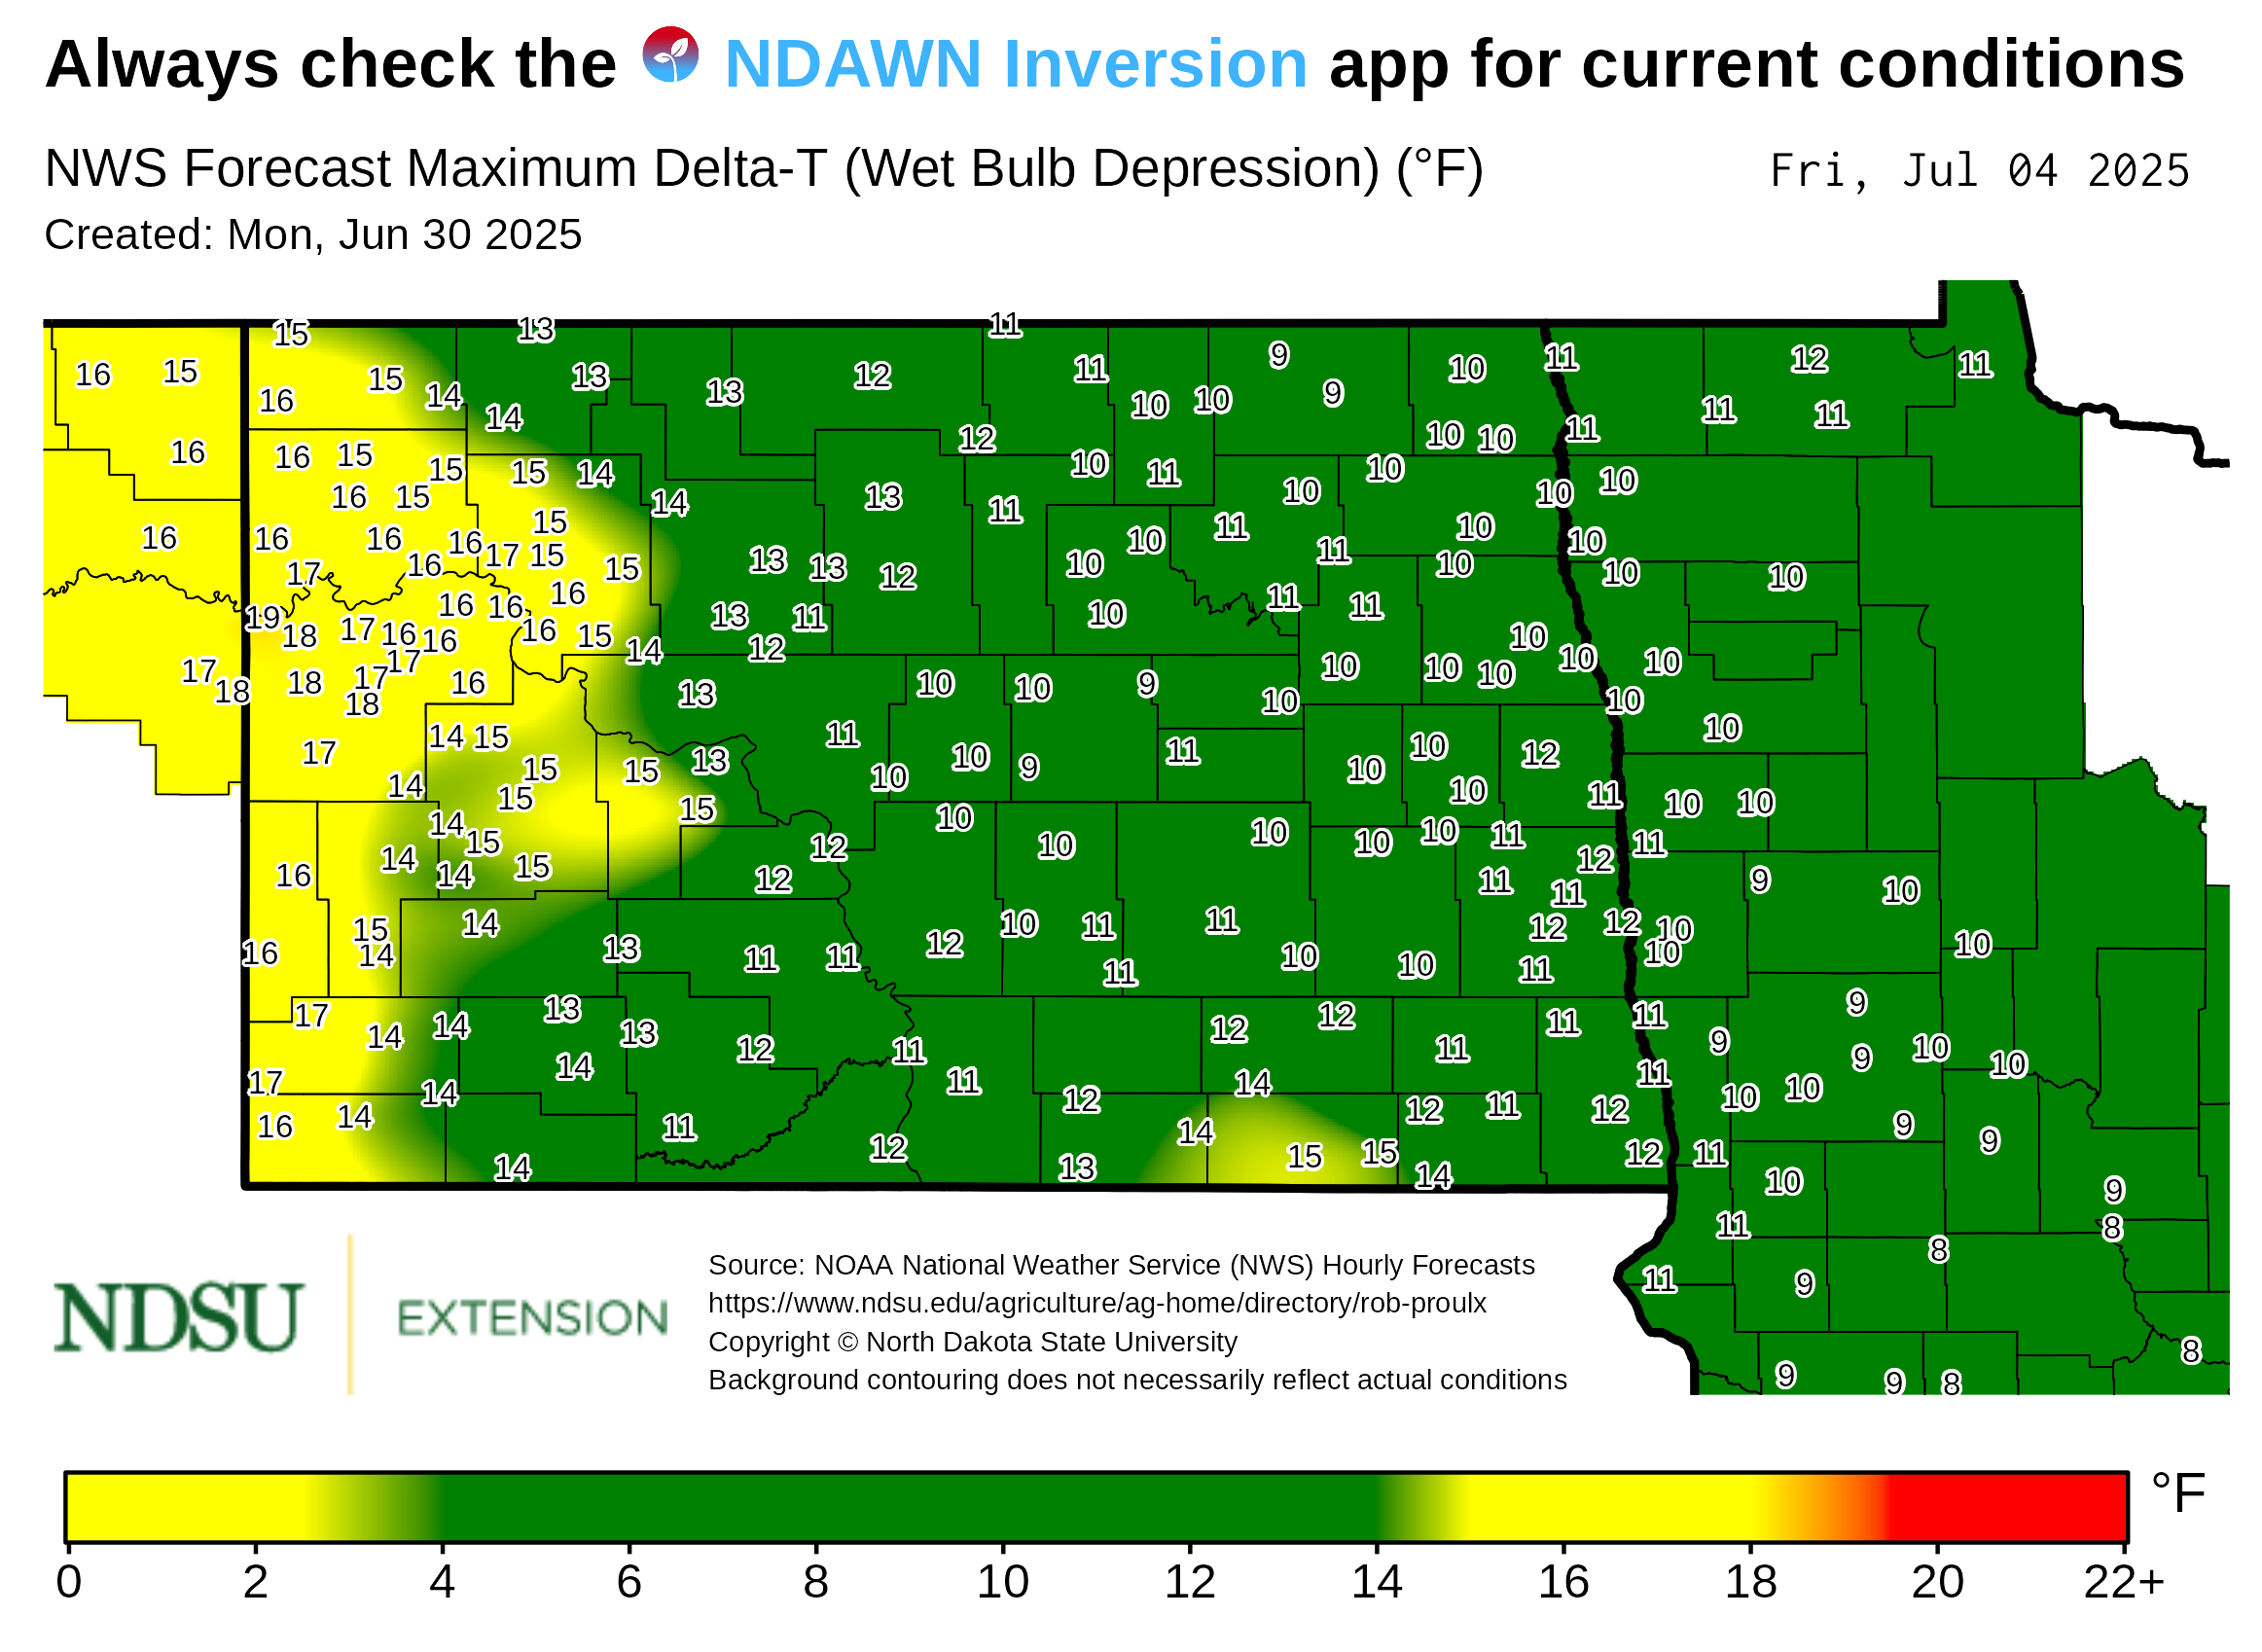 Always check the NDAWN Inversion app for current conditions
NWS Forecast Maximum Delta-T (Wet Bulb Depression) (°F)
Fri, Jul 04 2025
Created: Mon, Jun 30 2025
15 13 11
16 15 15 16 14 13 14 13 12 11 9 10 11 12 11
10 10 9 11 11
16 16 15 15 15 14 12 10 10 11
16 15 14 13 11 10 11 10 10 10 10
16 16 16 16 17 15 15 15 13 13 12 10 10 11 11 10 10 10
17 16 16 16 16 13 11 10 11 11 10 10
19 18 17 16 16 17 16 15 14 12 10 10 10 10 10
17 18 18 17 18 16 13 10 10 9 10 10 10
17 14 15 15 13 11 10 9 11 10 10 12 10
14 15 15 15 10 10 10 11 10 10
14 15 14 14 15 12 12 10 10 10 10 11 12 11 9
16 15 14 14 13 11 11 12 10 11 11 10 10 11 11 12 12 10 10 10 10
16 17 14 14 13 13 14 12 11 11 12 12 11 11 11 9 9 9 10 10
17 16 14 14 11 12 14 12 11 12 11 10 10 9
14 12 13 14 15 15 14 12 11 10 9 9
11 8 8
11 9
8
9 9 8
NDSU EXTENSION
Source: NOAA National Weather Service (NWS) Hourly Forecasts
https://www.ndsu.edu/agriculture/ag-home/directory/rob-proulx
Copyright © North Dakota State University
Background contouring does not necessarily reflect actual conditions
°F
0 2 4 6 8 10 12 14 16 18 20 22+